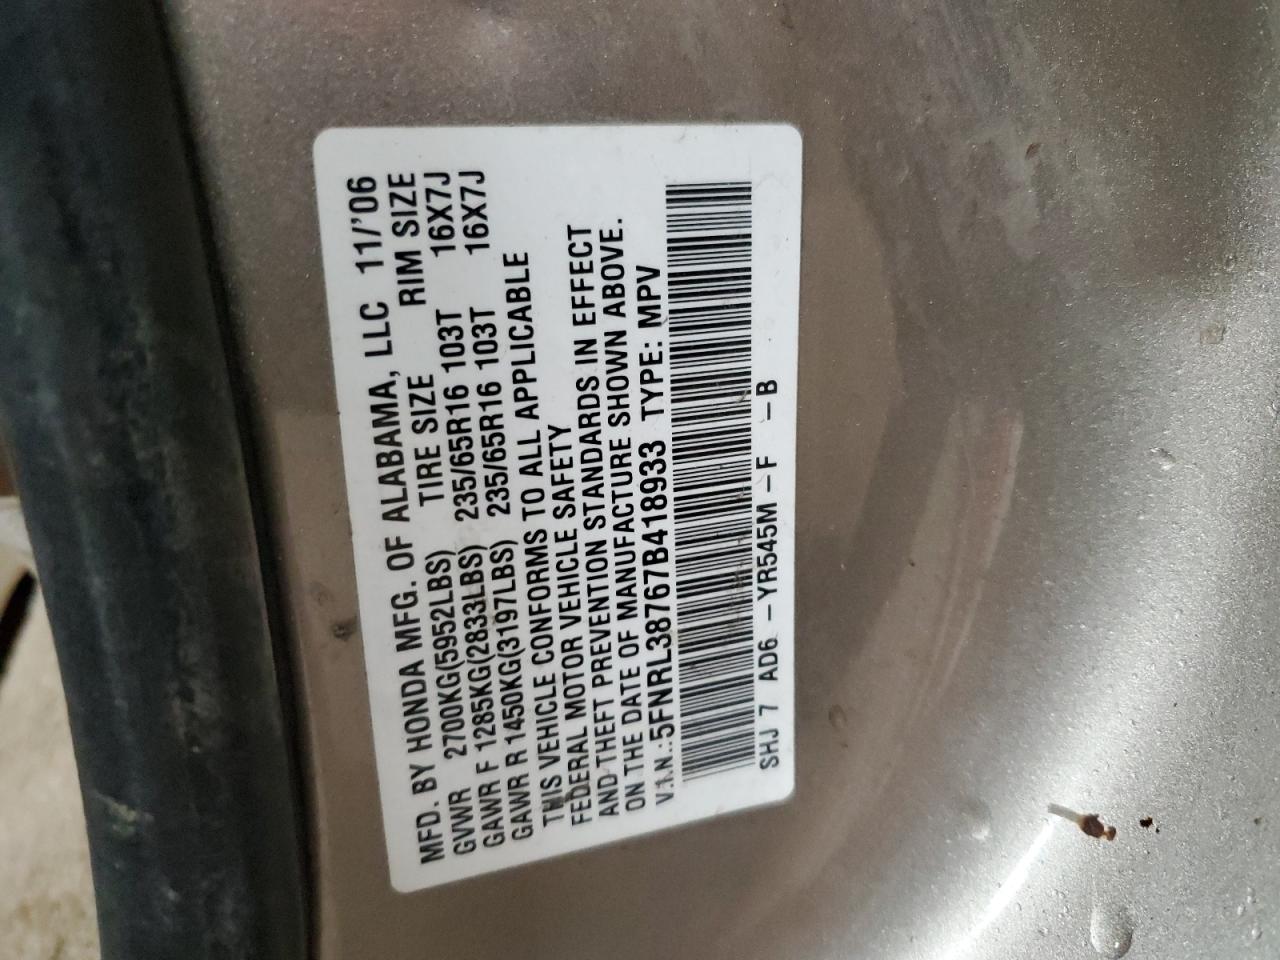 MFD. BY HONDA MFG. OF ALABAMA, LLC 11/'06
GVWR 2700KG(5952LBS) TIRE SIZE RIM SIZE
GAWR F 1285KG(2833LBS) 235/65R16 103T 16X7J
GAWR R 1450KG(3197LBS) 235/65R16 103T 16X7J
THIS VEHICLE CONFORMS TO ALL APPLICABLE
FEDERAL MOTOR VEHICLE SAFETY
AND THEFT PREVENTION STANDARDS IN EFFECT
ON THE DATE OF MANUFACTURE SHOWN ABOVE.
V.I.N.:5FNRL38767B418933 TYPE: MPV
SHJ 7 AD6 -YR545M-F -B